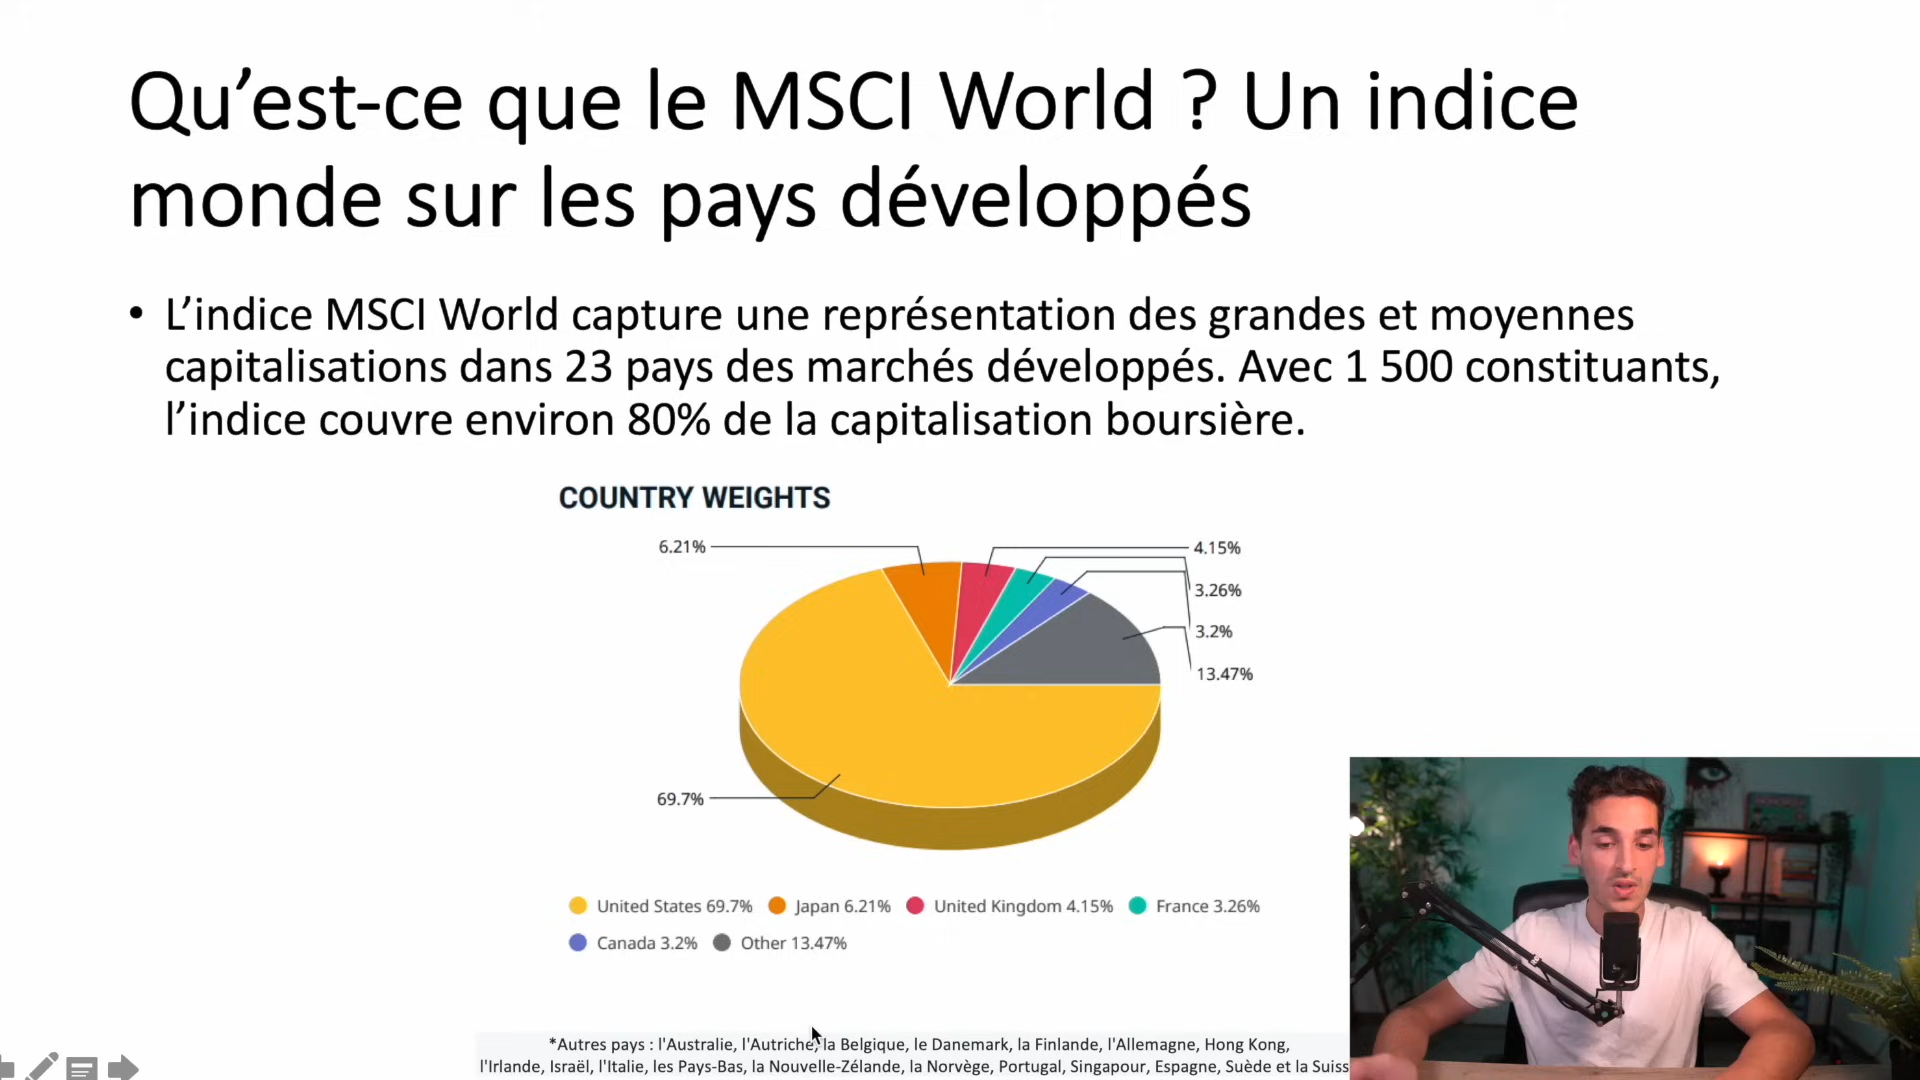 Qu’est-ce que le MSCI World ? Un indice
monde sur les pays développés
• L’indice MSCI World capture une représentation des grandes et moyennes
capitalisations dans 23 pays des marchés développés. Avec 1 500 constituants,
l’indice couvre environ 80% de la capitalisation boursière.
COUNTRY WEIGHTS
6.21%
4.15%
3.26%
3.2%
13.47%
69.7%
United States 69.7% Japan 6.21% United Kingdom 4.15% France 3.26%
Canada 3.2% Other 13.47%
*Autres pays : l'Australie, l'Autriche, la Belgique, le Danemark, la Finlande, l'Allemagne, Hong Kong,
l'Irlande, Israël, l'Italie, les Pays-Bas, la Nouvelle-Zélande, la Norvège, Portugal, Singapour, Espagne, Suède et la Suiss